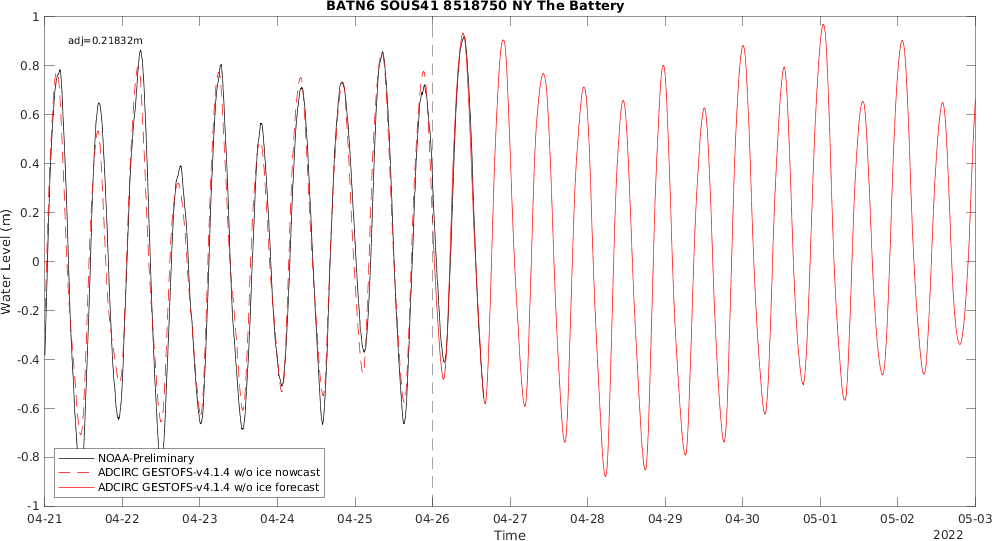 BATN6 SOUS41 8518750 NY The Battery
adj=0.21832m
1
0.8
0.6
0.4
0.2
0
-0.2
-0.4
-0.6
-0.8
-1
Water Level (m)
NOAA-Preliminary
ADCIRC GESTOFS-v4.1.4 w/o ice nowcast
ADCIRC GESTOFS-v4.1.4 w/o ice forecast
04-21 04-22 04-23 04-24 04-25 04-26 04-27 04-28 04-29 04-30 05-01 05-02 05-03
Time
2022